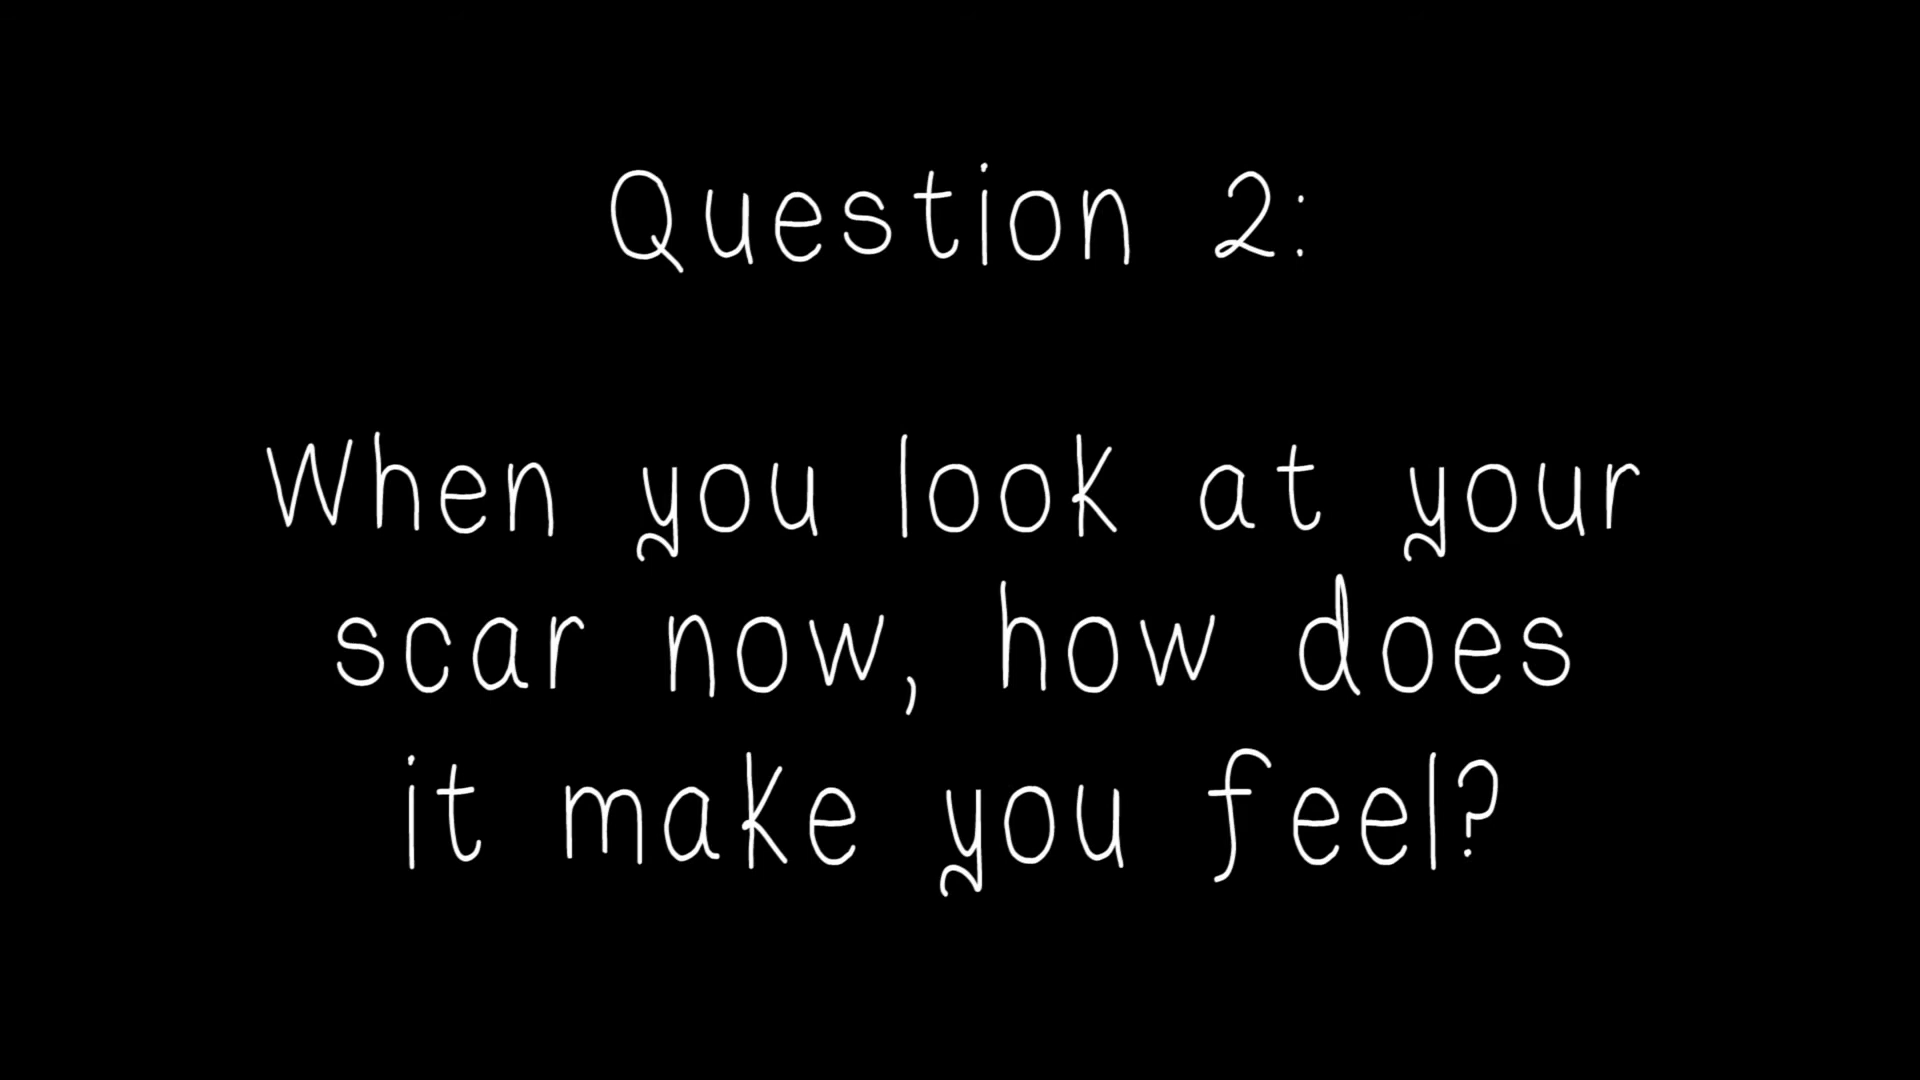 Question 2:
When you look at your
scar now, how does
it make you feel?